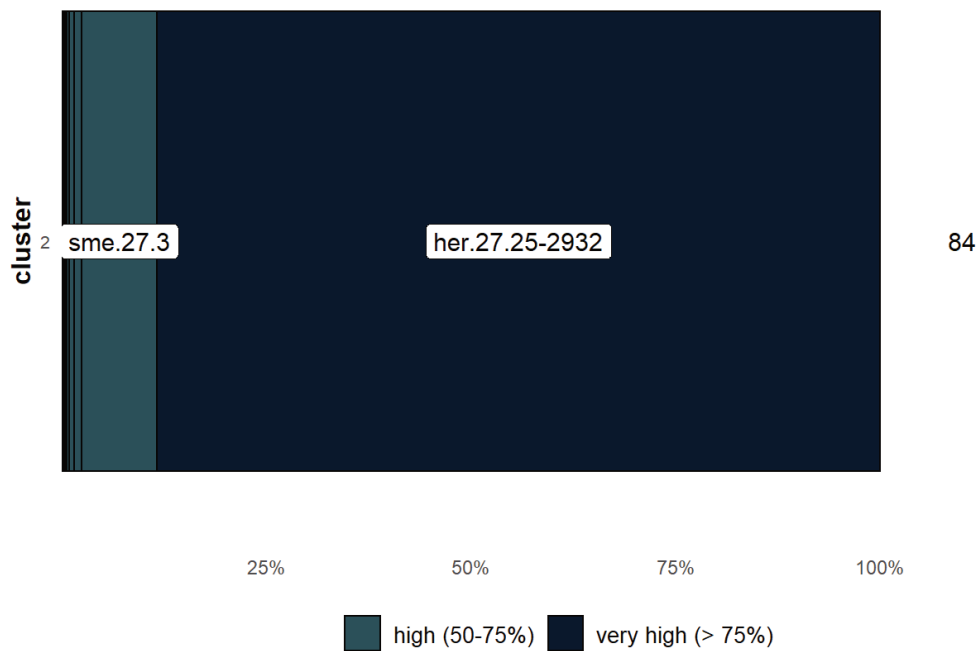 cluster
2
sme.27.3
her.27.25-2932
84
25%
50%
75%
100%
high (50-75%)
very high (> 75%)